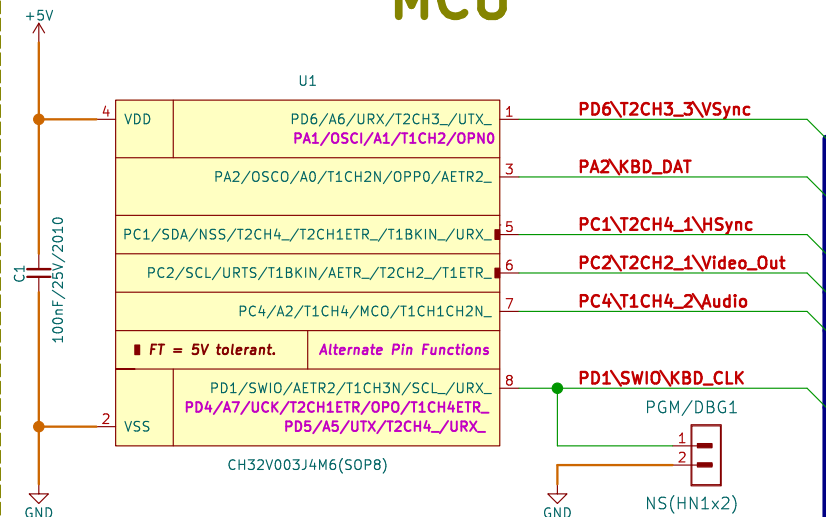 MCU
+5V
U1
4 VDD
PD6/A6/URX/T2CH3_/UTX_ 1 PD6\T2CH3_3\VSync
PA1/OSCI/A1/T1CH2/OPN0
PA2/OSCO/A0/T1CH2N/OPP0/AETR2_ 3 PA2\KBD_DAT
PC1/SDA/NSS/T2CH4_/T2CH1ETR_/T1BKIN_/URX_ 5 PC1\T2CH4_1\HSync
PC2/SCL/URTS/T1BKIN/AETR_/T2CH2_/T1ETR_ 6 PC2\T2CH2_1\Video_Out
C1
100nF/25V/2010
PC4/A2/T1CH4/MCO/T1CH1CH2N_ 7 PC4\T1CH4_2\Audio
FT = 5V tolerant. Alternate Pin Functions
PD1/SWIO/AETR2/T1CH3N/SCL_/URX_ 8 PD1\SWIO\KBD_CLK
PD4/A7/UCK/T2CH1ETR/OPO/T1CH4ETR_
2 VSS
PD5/A5/UTX/T2CH4_/URX_
PGM/DBG1
1
2
CH32V003J4M6(SOP8)
NS(HN1x2)
GND
GND